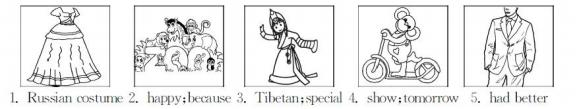 1. Russian costume 2. happy;because 3. Tibetan;special 4. show;tomorrow 5. had better